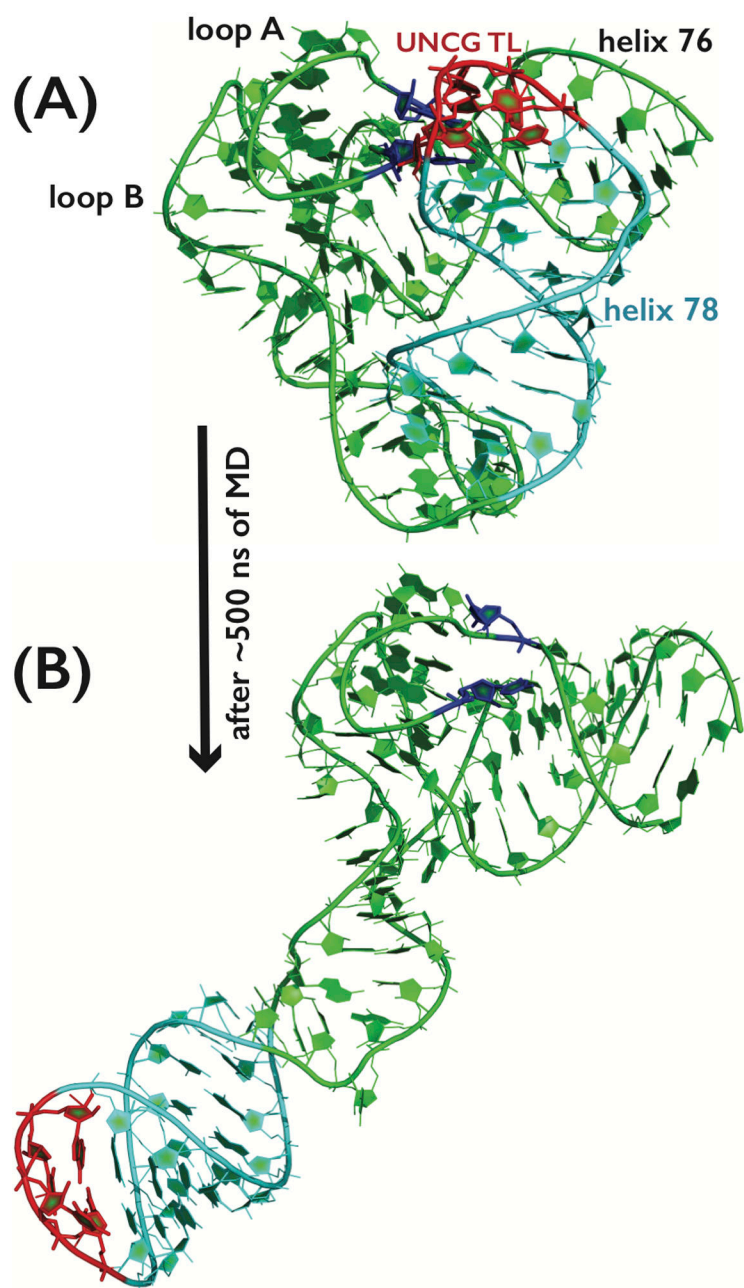 loop A
UNCG TL
helix 76
(A)
loop B
helix 78
after ~500 ns of MD
(B)